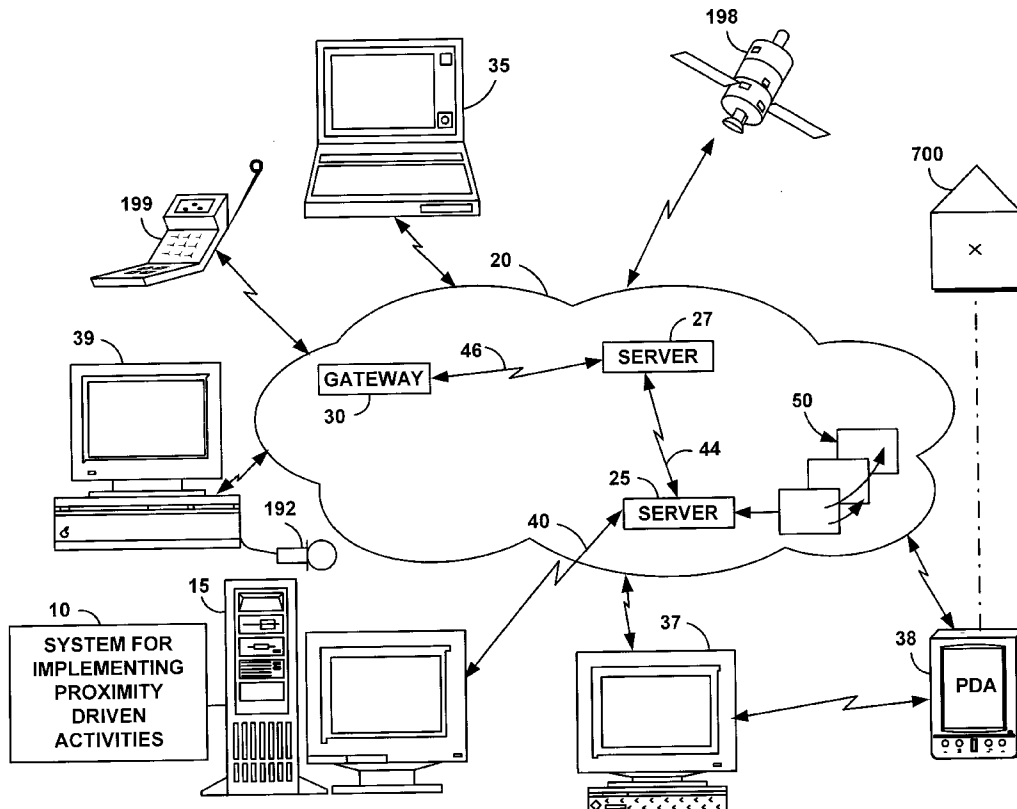 198
35
700
199
20
27
39
46
SERVER
GATEWAY
30
50
44
25
SERVER
40
192
15
10
37
38
SYSTEM FOR
IMPLEMENTING
PROXIMITY
DRIVEN
ACTIVITIES
PDA